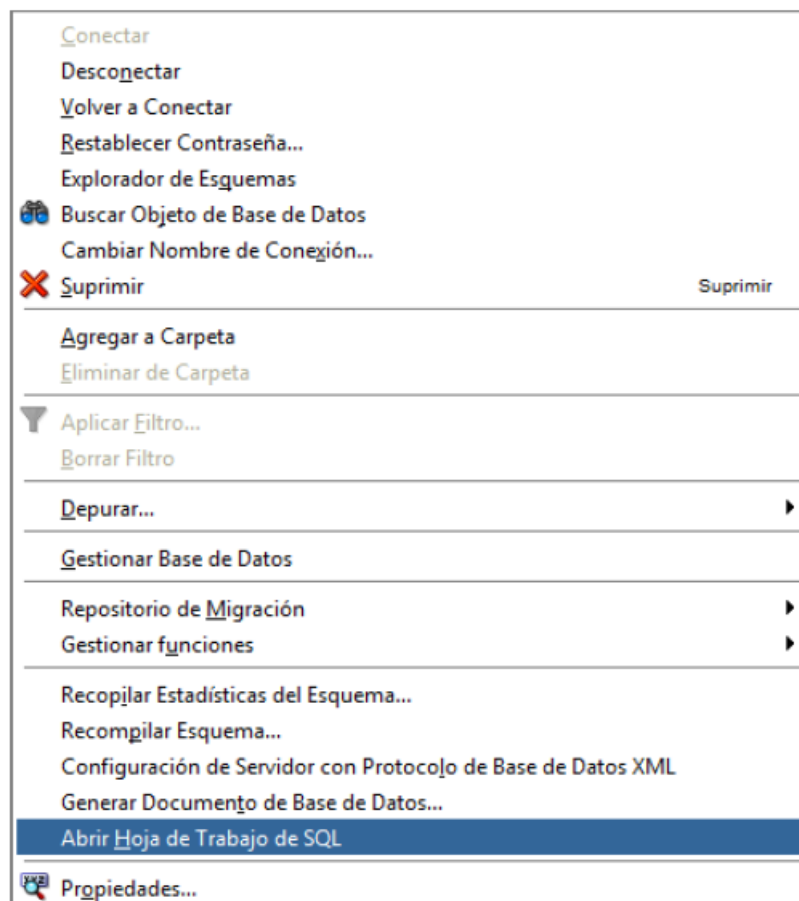 Conectar
Desconectar
Volver a Conectar
Restablecer Contraseña...
Explorador de Esquemas
Buscar Objeto de Base de Datos
Cambiar Nombre de Conexión...
Suprimir Suprimir
Agregar a Carpeta
Eliminar de Carpeta
Aplicar Filtro...
Borrar Filtro
Depurar...
Gestionar Base de Datos
Repositorio de Migración
Gestionar funciones
Recopilar Estadísticas del Esquema...
Recompilar Esquema...
Configuración de Servidor con Protocolo de Base de Datos XML
Generar Documento de Base de Datos...
Abrir Hoja de Trabajo de SQL
Propiedades...